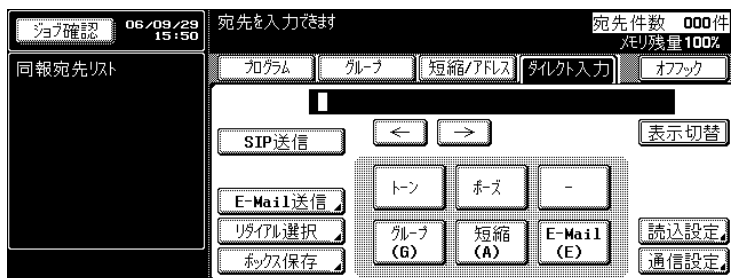 ジョブ確認
06/09/29
15:50
宛先を入力できます
宛先件数 000件
メモリ残量100%
同報宛先リスト
プログラム グループ 短縮/アドレス ダイレクト入力 オフフック
SIP送信
← →
表示切替
E-Mail送信
トーン ポーズ -
リダイアル選択
グループ
(G)
短縮
(A)
E-Mail
(E)
読込設定
ボックス保存
通信設定